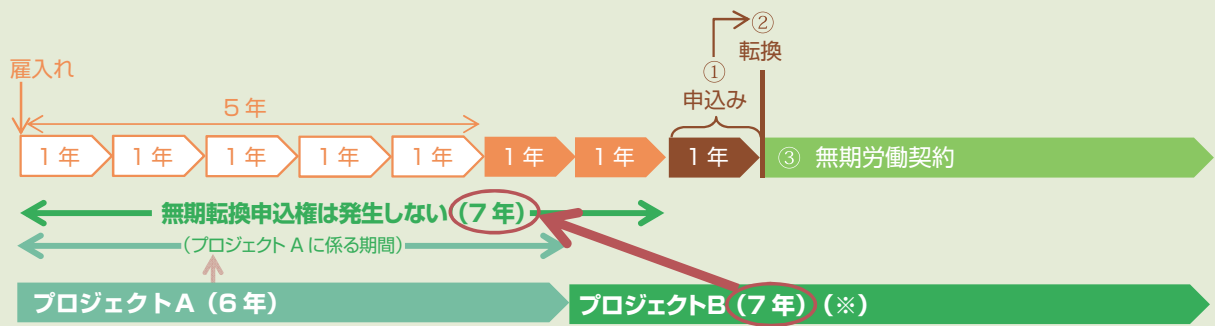 ②
転換
雇入れ
①
申込み
5年
1年 1年 1年 1年 1年 1年 1年 1年 ③ 無期労働契約
無期転換申込権は発生しない(7年)
(プロジェクトAに係る期間)
プロジェクトA(6年) プロジェクトB(7年)(※)